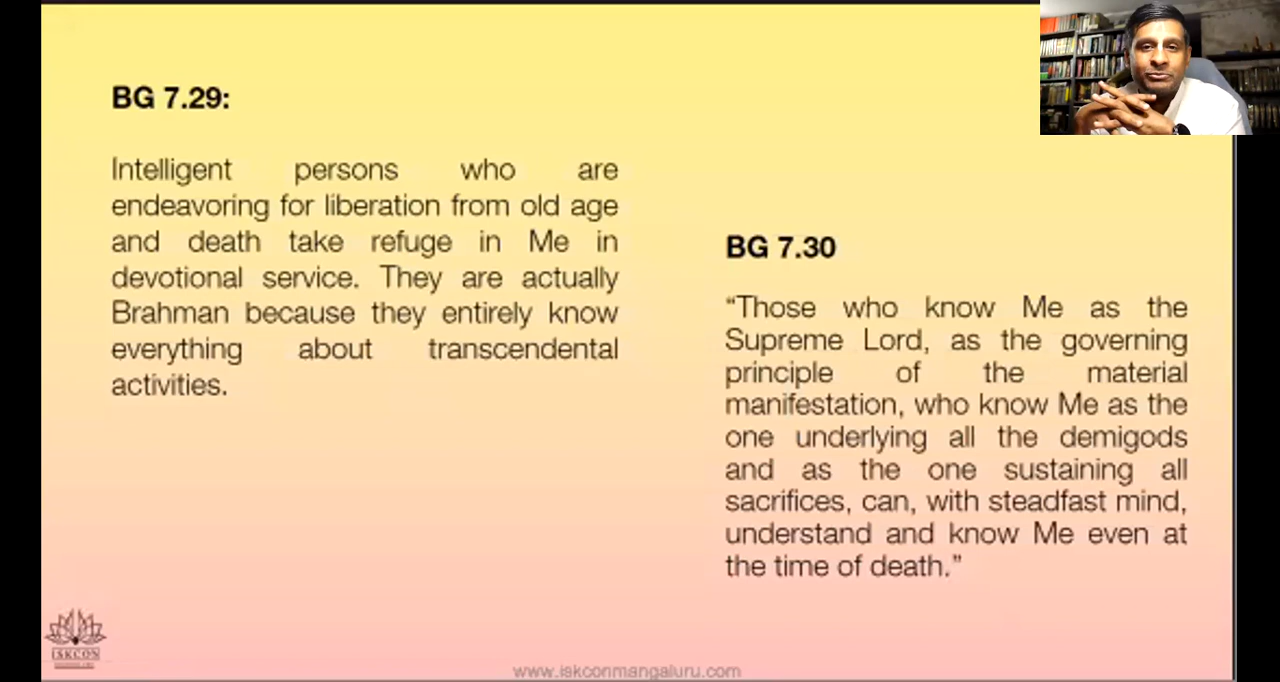 BG 7.29:
Intelligent persons who are
endeavoring for liberation from old age
and death take refuge in Me in
devotional service. They are actually
Brahman because they entirely know
everything about transcendental
activities.
BG 7.30
“Those who know Me as the
Supreme Lord, as the governing
principle of the material
manifestation, who know Me as the
one underlying all the demigods
and as the one sustaining all
sacrifices, can, with steadfast mind,
understand and know Me even at
the time of death.”
ISKCON
www.iskconmangaluru.com